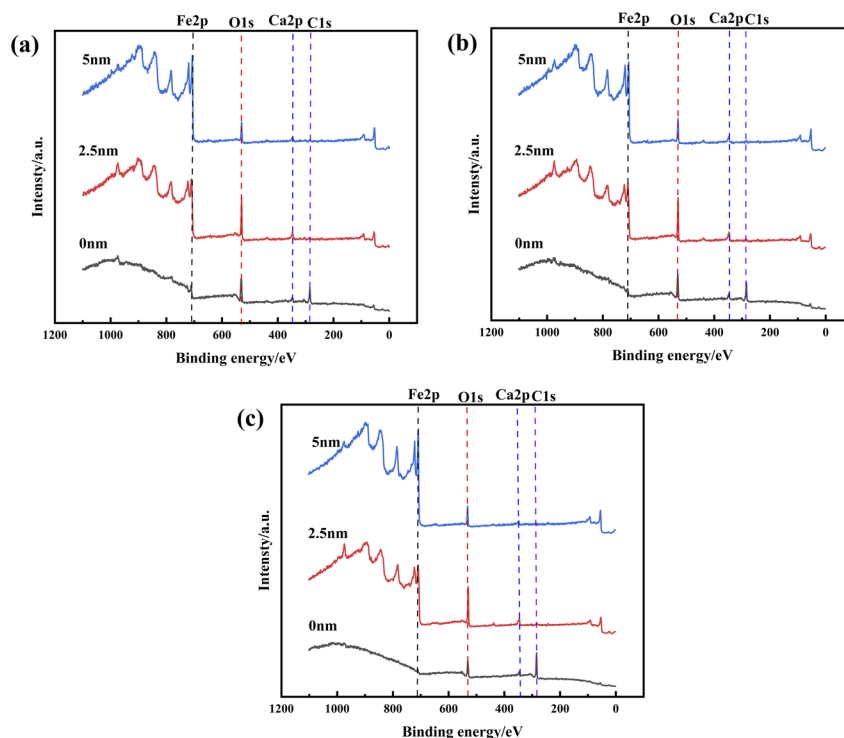 (a)
Fe2p O1s Ca2p C1s
5nm
2.5nm
0nm
Intensty/a.u.
1200 1000 800 600 400 200 0
Binding energy/eV
(b)
Fe2p O1s Ca2p C1s
5nm
2.5nm
0nm
Intensty/a.u.
1200 1000 800 600 400 200 0
Binding energy/eV
(c)
Fe2p O1s Ca2p C1s
5nm
2.5nm
0nm
Intensty/a.u.
1200 1000 800 600 400 200 0
Binding energy/eV